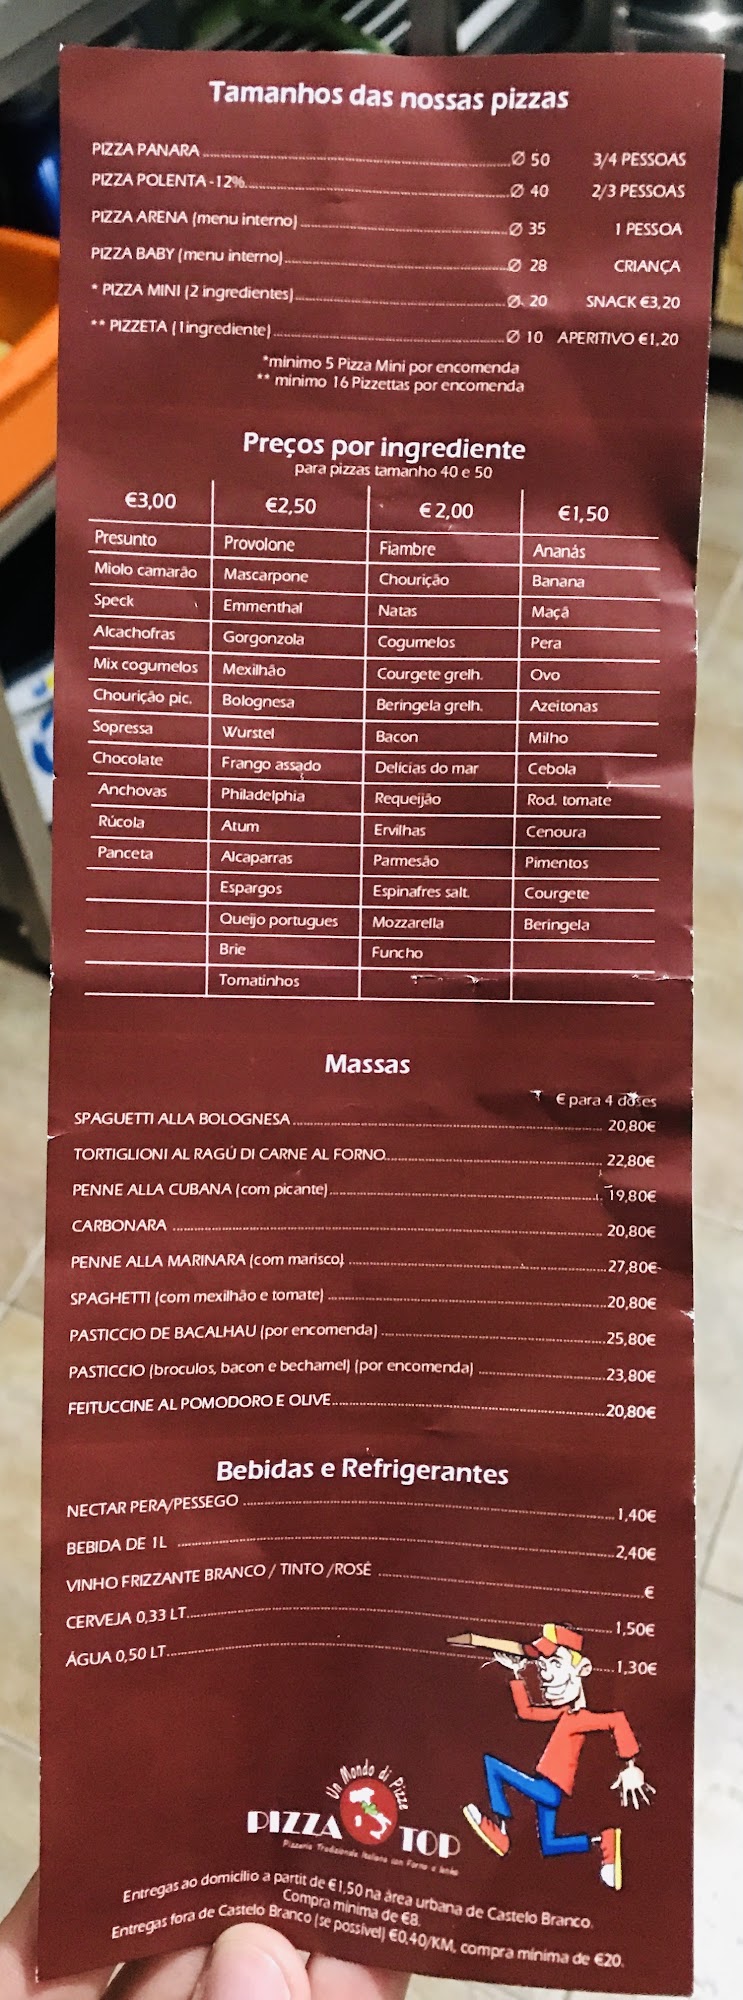 Tamanhos das nossas pizzas
PIZZA PANARA Ø 50 3/4 PESSOAS
PIZZA POLENTA -12% Ø 40 2/3 PESSOAS
PIZZA ARENA (menu interno) Ø 35 1 PESSOA
PIZZA BABY (menu interno) Ø 28 CRIANÇA
* PIZZA MINI (2 ingredientes) Ø 20 SNACK €3,20
** PIZZETA (1 ingrediente) Ø 10 APERITIVO €1,20
*minimo 5 Pizza Mini por encomenda
** minimo 16 Pizzettas por encomenda
Preços por ingrediente
para pizzas tamanho 40 e 50
€3,00 €2,50 €2,00 €1,50
Presunto Provolone Fiambre Ananás
Miolo camarão Mascarpone Chourição Banana
Speck Emmenthal Natas Maçã
Alcachofras Gorgonzola Cogumelos Pera
Mix cogumelos Mexilhão Courgete grelh. Ovo
Chourição pic. Bolognesa Beringela grelh. Azeitonas
Sopressa Wurstel Bacon Milho
Chocolate Frango assado Delícias do mar Cebola
Anchovas Philadelphia Requeijão Rod. tomate
Rúcola Atum Ervilhas Cenoura
Panceta Alcaparras Parmesão Pimentos
Espargos Espinafres salt. Courgete
Queijo portugues Mozzarella Beringela
Brie Funcho
Tomatinhos
Massas
€ para 4 doses
SPAGUETTI ALLA BOLOGNESA 20,80€
TORTIGLIONI AL RAGÚ DI CARNE AL FORNO 22,80€
PENNE ALLA CUBANA (com picante) 19,80€
CARBONARA 20,80€
PENNE ALLA MARINARA (com marisco) 27,80€
SPAGHETTI (com mexilhão e tomate) 20,80€
PASTICCIO DE BACALHAU (por encomenda) 25,80€
PASTICCIO (broculos, bacon e bechamel) (por encomenda) 23,80€
FEITUCCINE AL POMODORO E OLIVE 20,80€
Bebidas e Refrigerantes
NECTAR PERA/PESSEGO 1,40€
BEBIDA DE 1L 2,40€
VINHO FRIZZANTE BRANCO / TINTO /ROSÉ €
CERVEJA 0,33 LT 1,50€
ÁGUA 0,50 LT 1,30€
Un Mondo di Pizze
PIZZA TOP
Pizzeria Tradizionale Italiana con Forno a
Entregas ao domicílio a partit de €1,50 na área urbana de Castelo Branco.
Compra mínima de €8.
Entregas fora de Castelo Branco (se possível) €0,40/KM, compra mínima de €20.